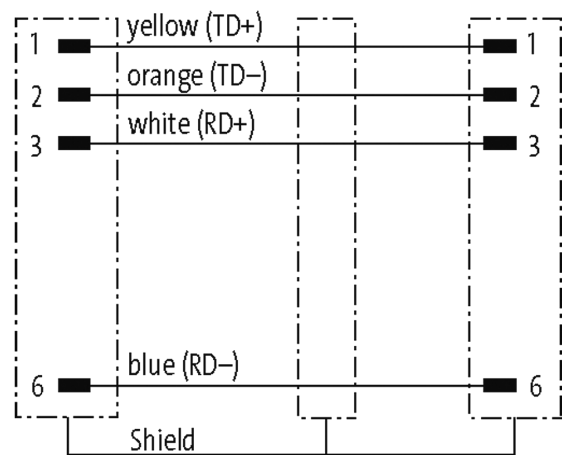 1 yellow (TD+) 1
2 orange (TD–) 2
3 white (RD+) 3
6 blue (RD–) 6
Shield